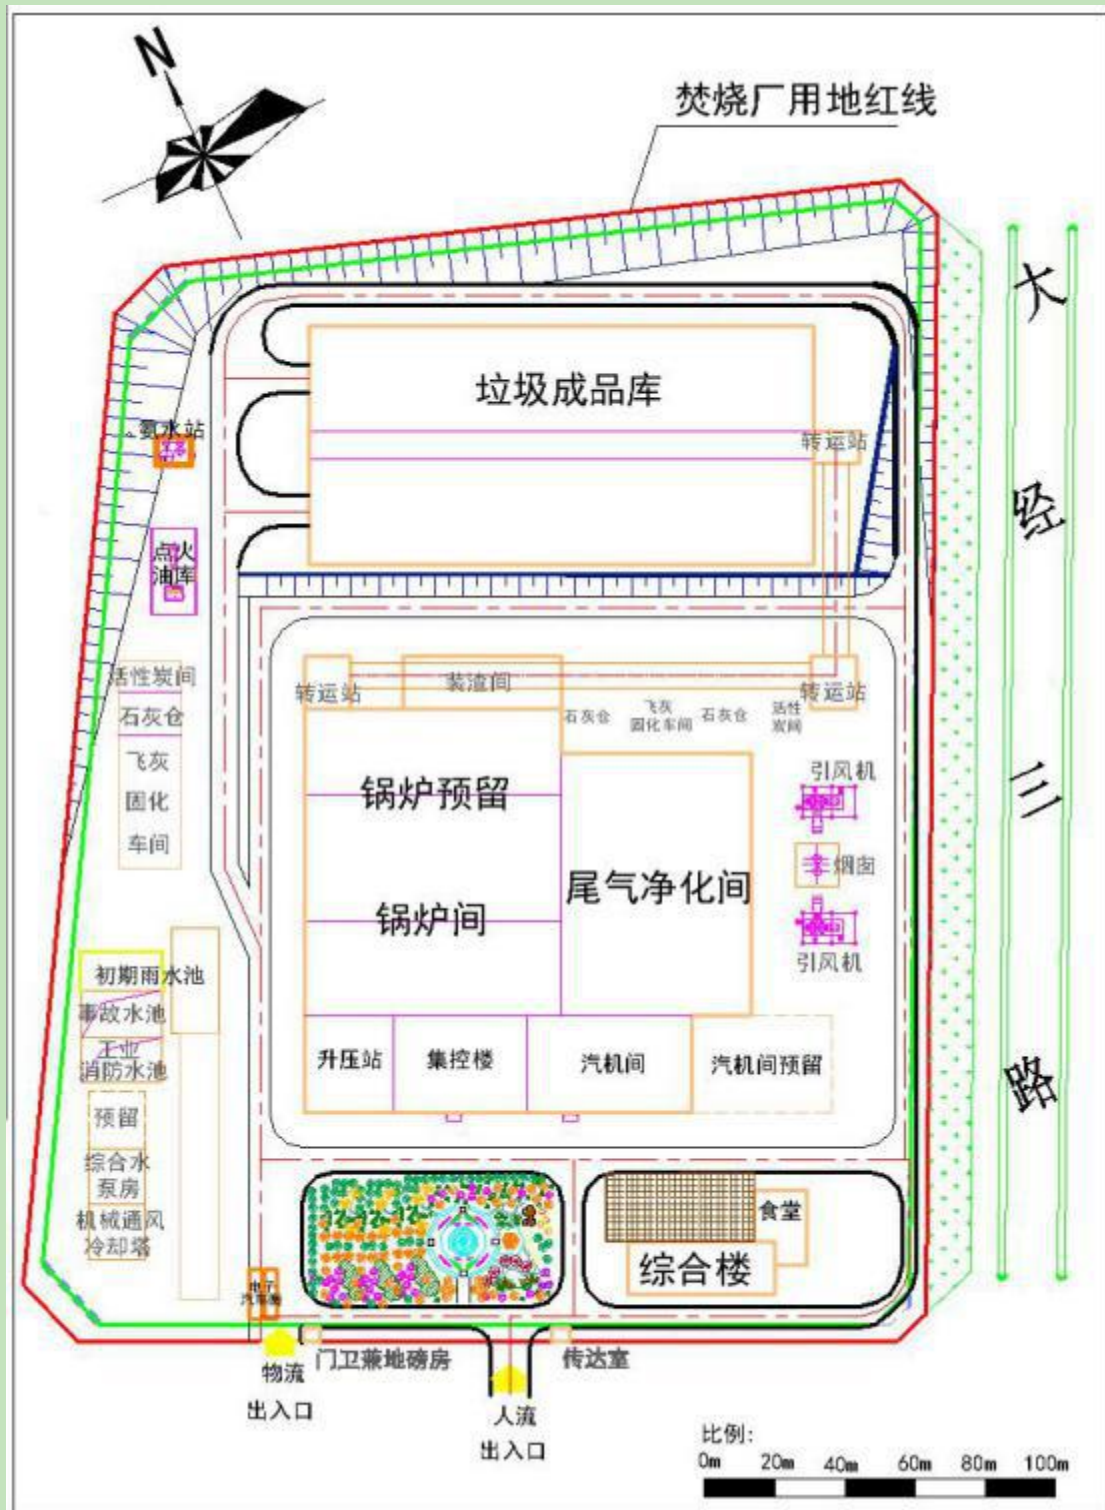 N
焚烧厂用地红线
大
经
三
路
垃圾成品库
转运站
氨水站
点火
油库
活性炭间
石灰仓
飞灰
固化
车间
转运站
装渣间
转运站
石灰仓
飞灰
固化车间
石灰仓
活性
炭间
锅炉预留
引风机
烟囱
尾气净化间
锅炉间
引风机
初期雨水池
事故水池
工业
消防水池
预留
综合水
泵房
机械通风
冷却塔
升压站
集控楼
汽机间
汽机间预留
食堂
综合楼
电子
门卫兼地磅房
传达室
物流
出入口
人流
出入口
比例:
0m 20m 40m 60m 80m 100m